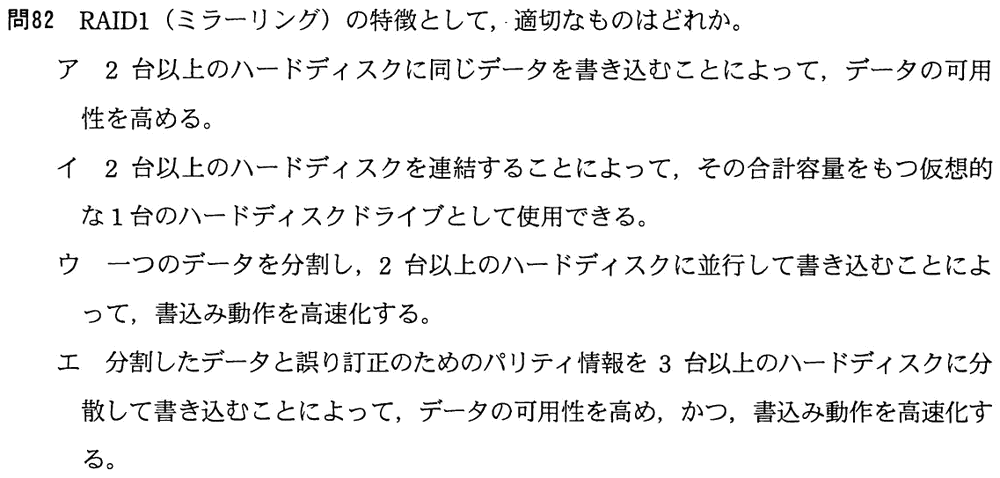 問82 RAID1（ミラーリング）の特徴として，適切なものはどれか。
ア 2 台以上のハードディスクに同じデータを書き込むことによって，データの可用
性を高める。
イ 2 台以上のハードディスクを連結することによって，その合計容量をもつ仮想的
な1台のハードディスクドライブとして使用できる。
ウ 一つのデータを分割し，2 台以上のハードディスクに並行して書き込むことによ
って，書込み動作を高速化する。
エ 分割したデータと誤り訂正のためのパリティ情報を 3 台以上のハードディスクに分
散して書き込むことによって，データの可用性を高め，かつ，書込み動作を高速化す
る。